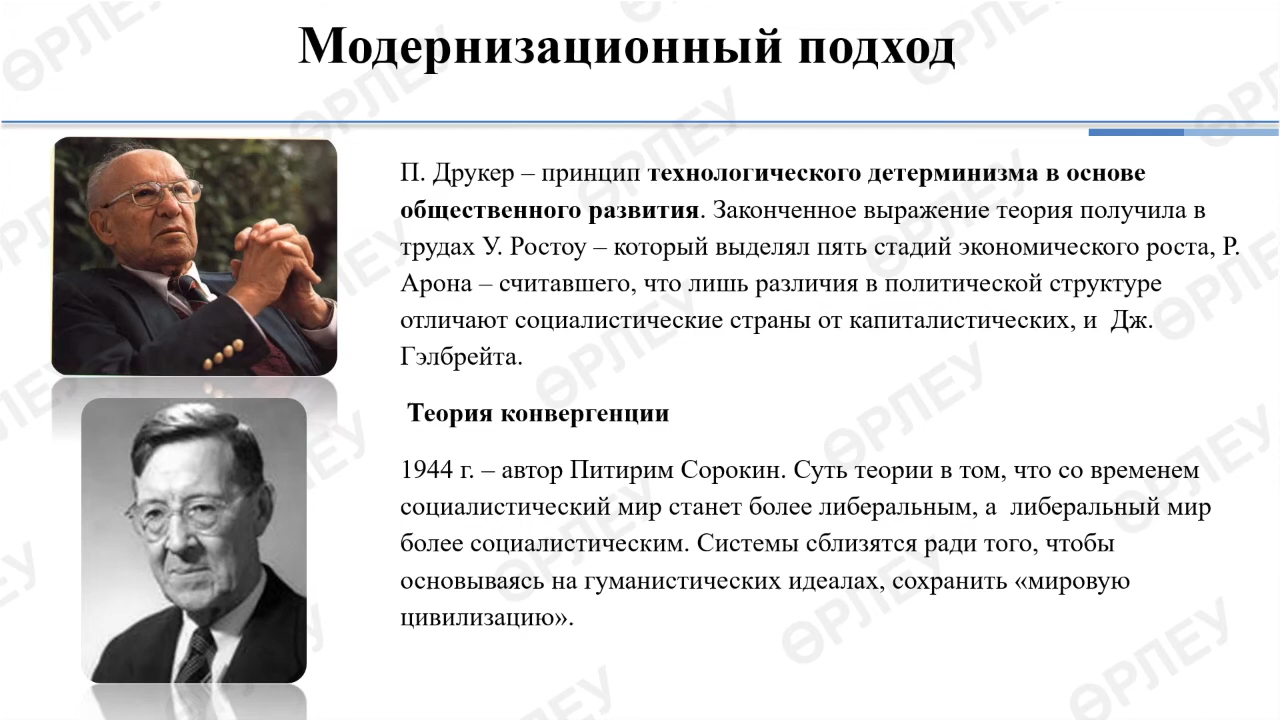 Модернизационный подход
П. Друкер – принцип технологического детерминизма в основе
общественного развития. Законченное выражение теория получила в
трудах У. Ростоу – который выделял пять стадий экономического роста, Р.
Арона – считавшего, что лишь различия в политической структуре
отличают социалистические страны от капиталистических, и  Дж.
Гэлбрейта.
Теория конвергенции
1944 г. – автор Питирим Сорокин. Суть теории в том, что со временем
социалистический мир станет более либеральным, а  либеральный мир
более социалистическим. Системы сблизятся ради того, чтобы
основываясь на гуманистических идеалах, сохранить «мировую
цивилизацию».
ӨРЛЕУ